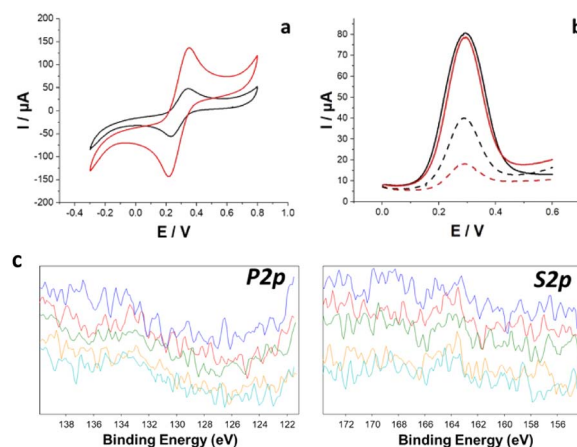 a
I / µA
150
100
50
0
-50
-100
-150
-200
-0.4 -0.2 0.0 0.2 0.4 0.6 0.8 1.0
E / V
b
I / µA
80
70
60
50
40
30
20
10
0
0.0 0.2 0.4 0.6
E / V
c
P2p
138 136 134 132 130 128 126 124 122
Binding Energy (eV)
S2p
172 170 168 166 164 162 160 158 156
Binding Energy (eV)